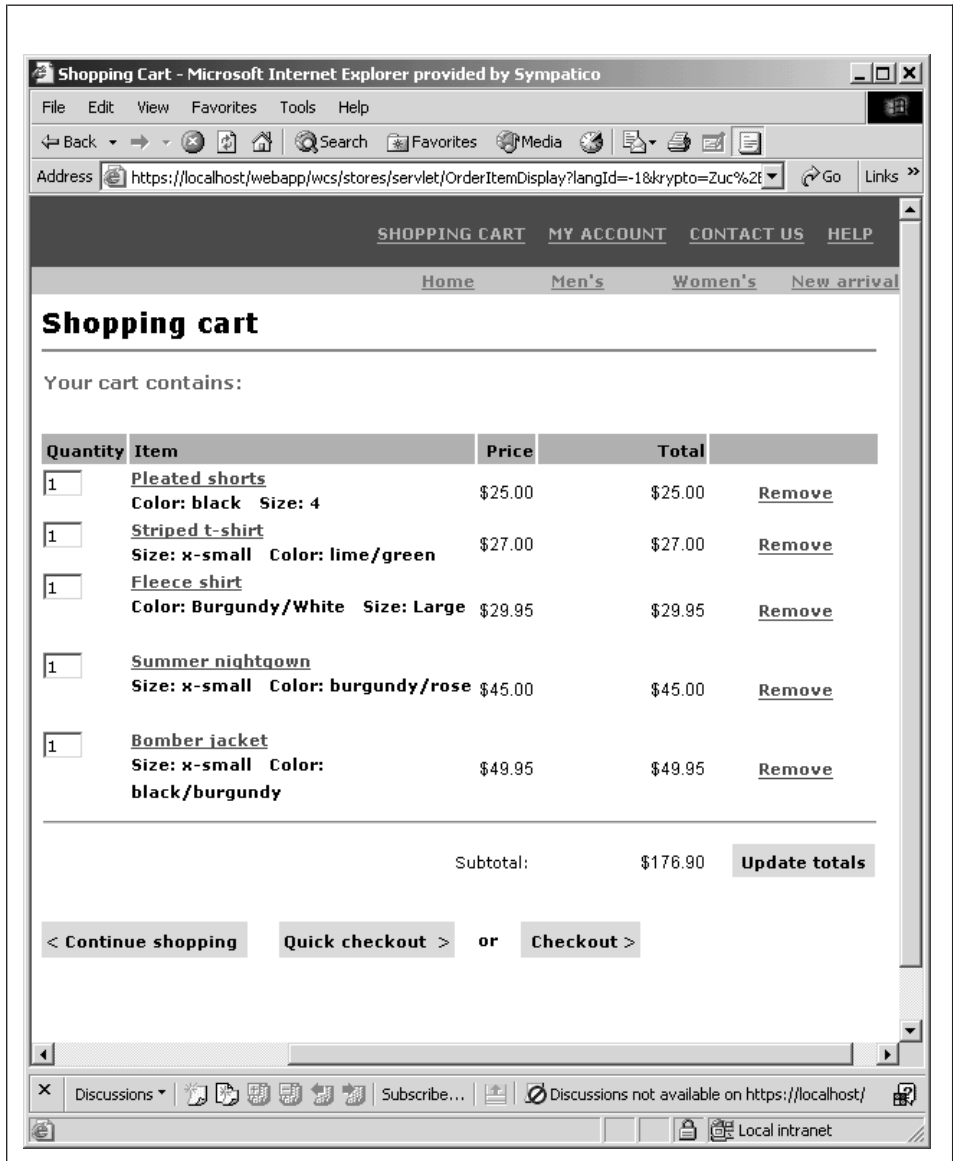 Shopping Cart - Microsoft Internet Explorer provided by Sympatico
File Edit View Favorites Tools Help
Back Search Favorites Media
Address https://localhost/webapp/wcs/stores/servlet/OrderItemDisplay?langId=-1&krypto=Zuc%2E Go Links »
SHOPPING CART MY ACCOUNT CONTACT US HELP
Home Men's Women's New arrival
Shopping cart
Your cart contains:
Quantity Item Price Total
1 Pleated shorts
Color: black Size: 4 $25.00 $25.00 Remove
1 Striped t-shirt
Size: x-small Color: lime/green $27.00 $27.00 Remove
1 Fleece shirt
Color: Burgundy/White Size: Large $29.95 $29.95 Remove
1 Summer nightgown
Size: x-small Color: burgundy/rose $45.00 $45.00 Remove
1 Bomber jacket
Size: x-small Color: $49.95 $49.95 Remove
black/burgundy
Subtotal: $176.90 Update totals
< Continue shopping Quick checkout > or Checkout >
Discussions Subscribe... Discussions not available on https://localhost/
Local intranet